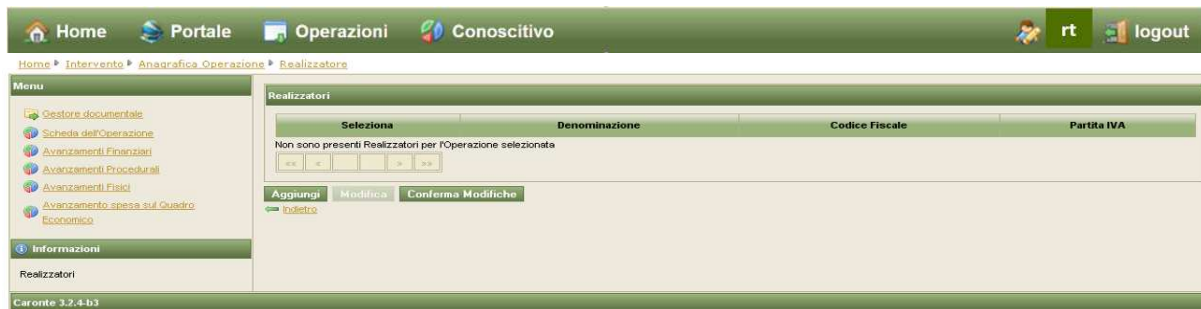 Home Portale Operazioni Conoscitivo rt logout
Home Intervento Anagrafica Operazione Realizzatore
Menu
Gestore documentale
Scheda dell'Operazione
Avanzamenti Finanziari
Avanzamenti Procedurali
Avanzamenti Fisici
Avanzamento spesa sul Quadro
Economico
Informazioni
Realizzatori
Realizzatori
Seleziona Denominazione Codice Fiscale Partita IVA
Non sono presenti Realizzatori per l'Operazione selezionata
<< < > >>
Aggiungi Modifica Conferma Modifiche
Indietro
Caronte 3.2.4-b3